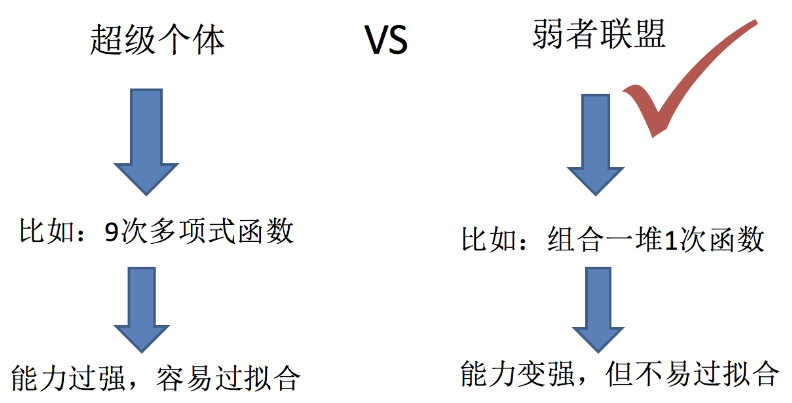 超级个体 VS 弱者联盟
比如：9次多项式函数
比如：组合一堆1次函数
能力过强，容易过拟合
能力变强，但不易过拟合